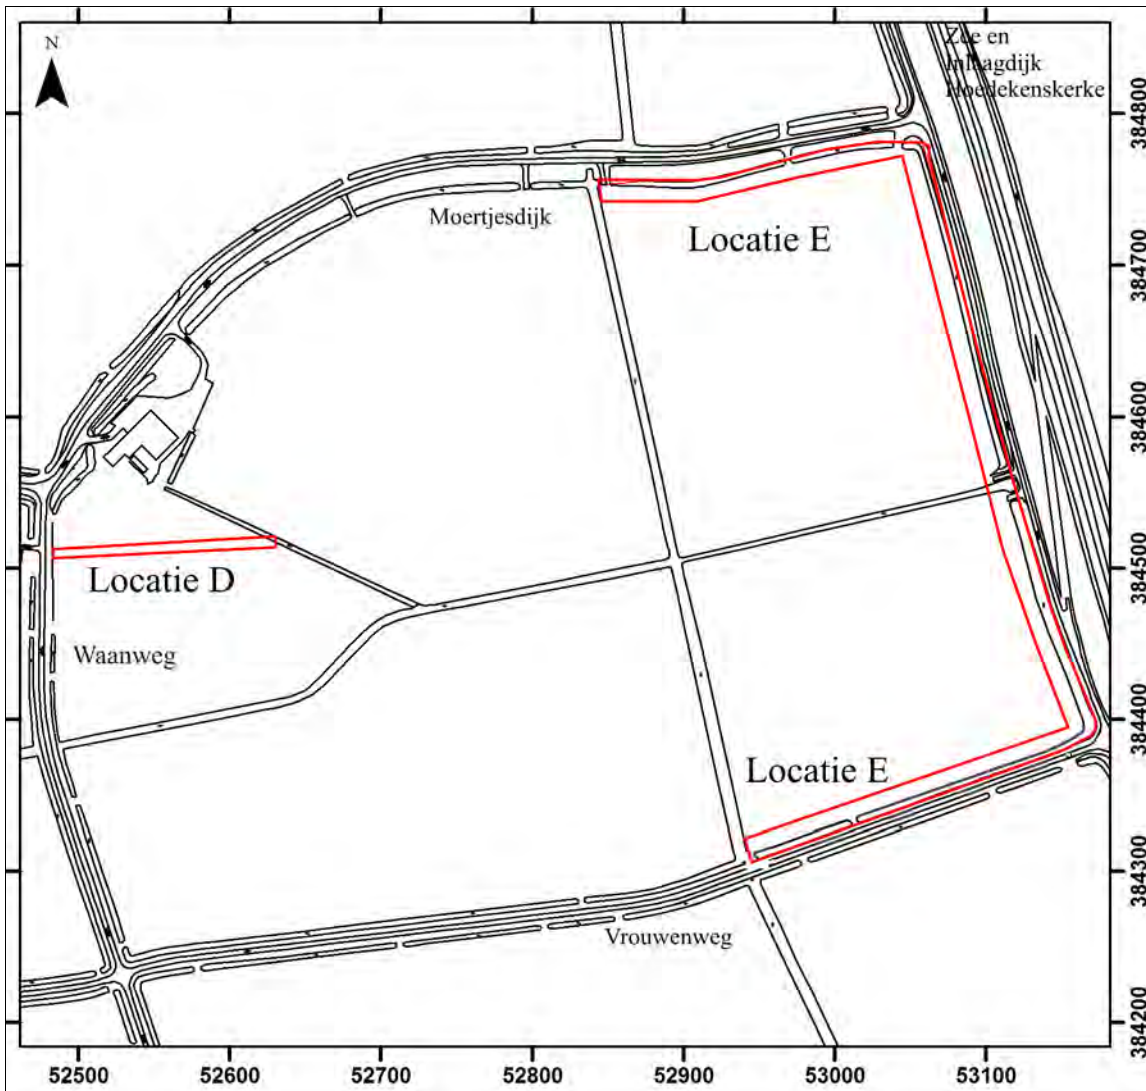 N
Zee en
Inlaagdijk
Hoedekenskerke
Moertjesdijk
Locatie E
Locatie D
Waanweg
Locatie E
Vrouwenweg
384800
384700
384600
384500
384400
384300
384200
52500
52600
52700
52800
52900
53000
53100